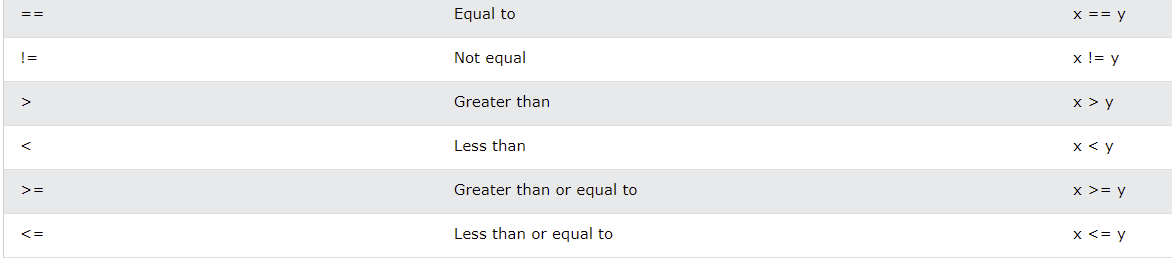 == Equal to x == y
!= Not equal x != y
> Greater than x > y
< Less than x < y
>= Greater than or equal to x >= y
<= Less than or equal to x <= y